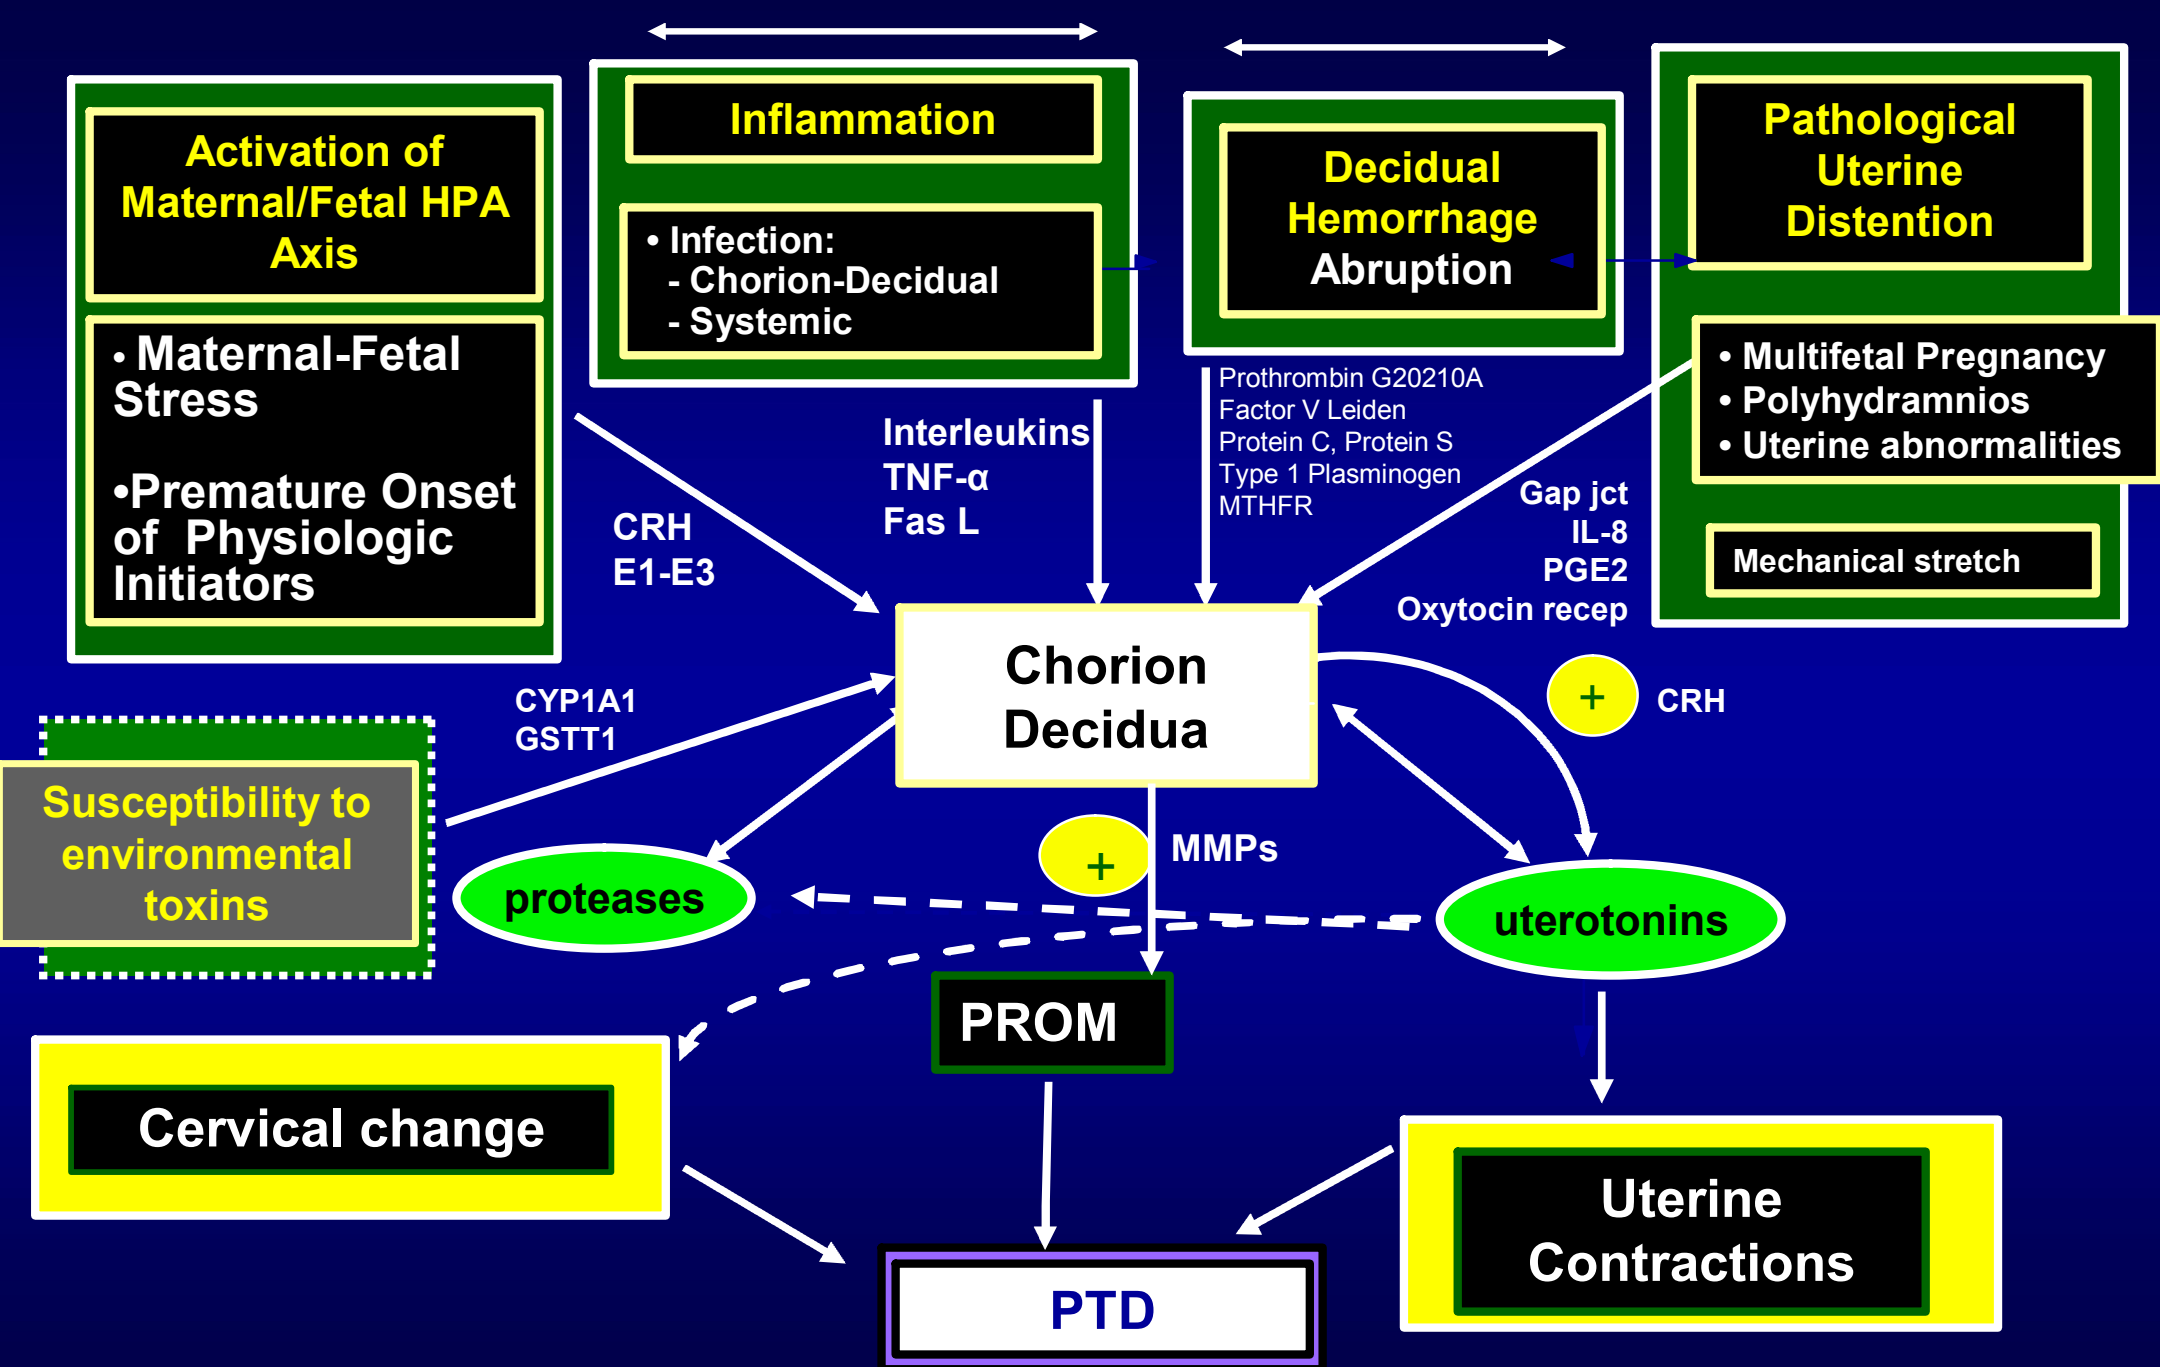 Activation of
Maternal/Fetal HPA
Axis
• Maternal-Fetal
Stress
•Premature Onset
of Physiologic
Initiators
Inflammation
• Infection:
- Chorion-Decidual
- Systemic
Decidual
Hemorrhage
Abruption
Pathological
Uterine
Distention
• Multifetal Pregnancy
• Polyhydramnios
• Uterine abnormalities
Mechanical stretch
CRH
E1-E3
Interleukins
TNF-α
Fas L
Prothrombin G20210A
Factor V Leiden
Protein C, Protein S
Type 1 Plasminogen
MTHFR
Gap jct
IL-8
PGE2
Oxytocin recep
Chorion
Decidua
+
CRH
CYP1A1
GSTT1
Susceptibility to
environmental
toxins
proteases
+
MMPs
uterotonins
PROM
Cervical change
Uterine
Contractions
PTD